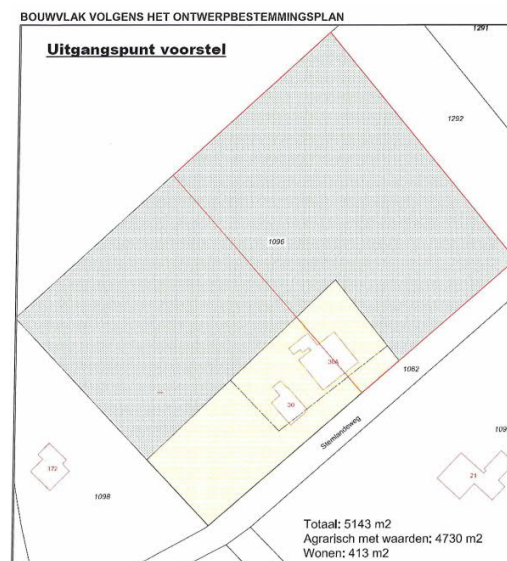 BOUWVLAK VOLGENS HET ONTWERPBESTEMMINGSPLAN
Uitgangspunt voorstel
1291
1292
1096
1082
30A
30
Stemlandeweg
172
1098
109
21
Totaal: 5143 m2
Agrarisch met waarden: 4730 m2
Wonen: 413 m2